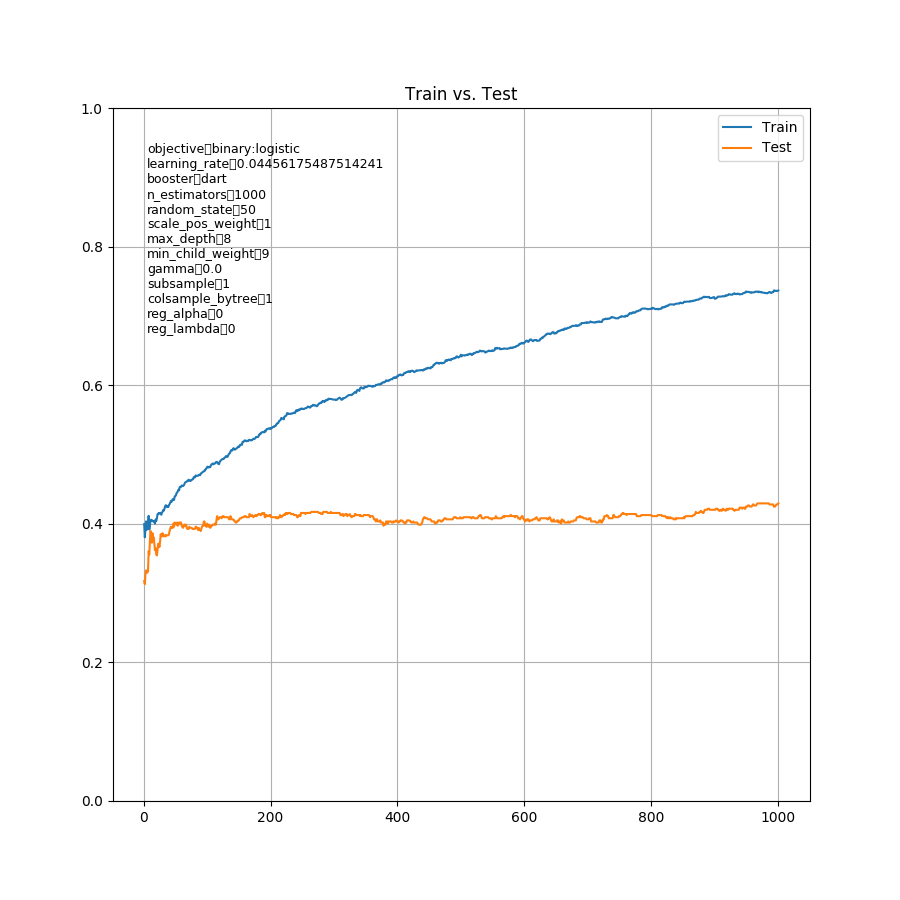 Train vs. Test
1.0
0.8
0.6
0.4
0.2
0.0
objective▯binary:logistic
learning_rate▯0.04456175487514241
booster▯dart
n_estimators▯1000
random_state▯50
scale_pos_weight▯1
max_depth▯8
min_child_weight▯9
gamma▯0.0
subsample▯1
colsample_bytree▯1
reg_alpha▯0
reg_lambda▯0
Train
Test
0 200 400 600 800 1000